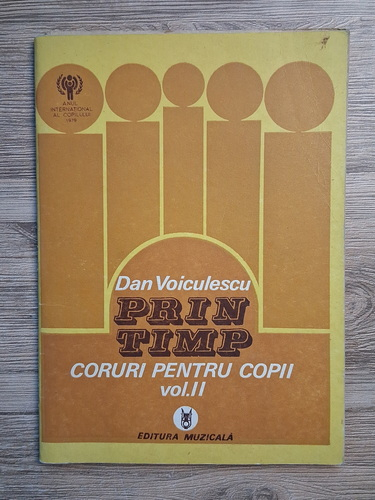 ANUL
INTERNATIONAL
AL COPILULUI
1979
Dan Voiculescu
PRIN
TIMP
CORURI PENTRU COPII
vol.II
EDITURA MUZICALĂ